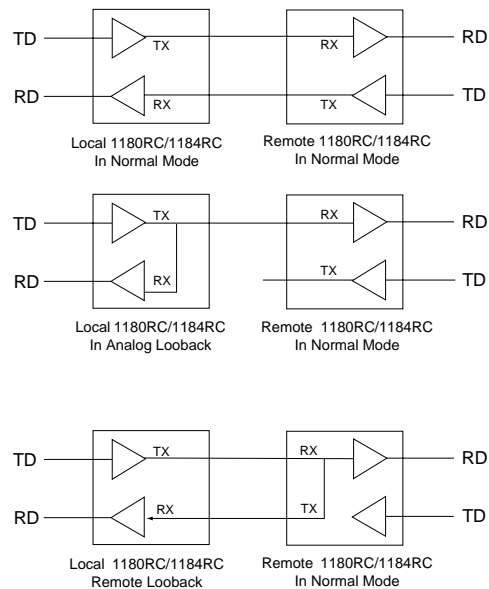 TD TX RX RD
RD RX TX TD
Local 1180RC/1184RC Remote 1180RC/1184RC
In Normal Mode In Normal Mode
TD TX RX RD
RD RX TX TD
Local 1180RC/1184RC Remote 1180RC/1184RC
In Analog Looback In Normal Mode
TD TX RX RD
RD RX TX TD
Local 1180RC/1184RC Remote 1180RC/1184RC
Remote Looback In Normal Mode